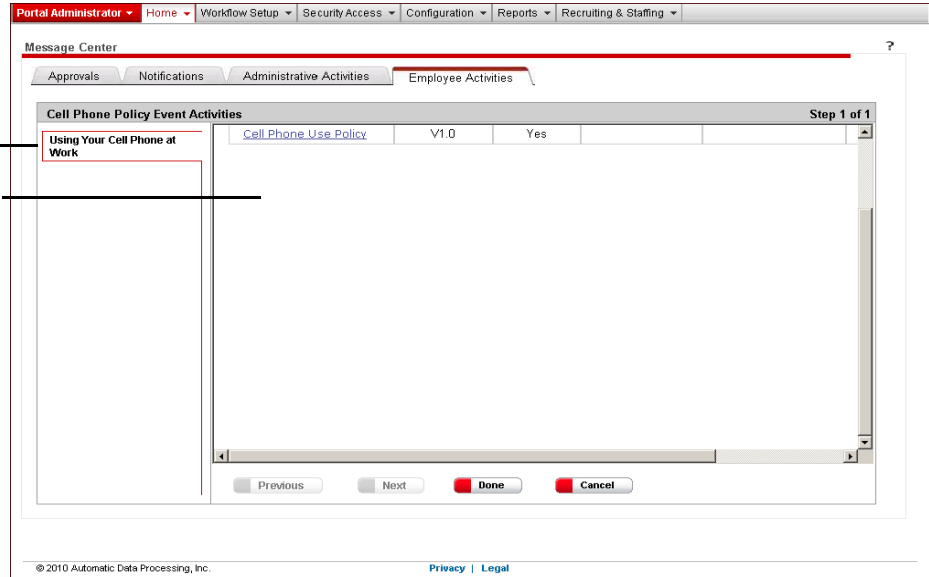 Portal Administrator Home Workflow Setup Security Access Configuration Reports Recruiting & Staffing
Message Center ?
Approvals Notifications Administrative Activities Employee Activities
Cell Phone Policy Event Activities Step 1 of 1
Using Your Cell Phone at
Work
Cell Phone Use Policy V1.0 Yes
Previous Next Done Cancel
© 2010 Automatic Data Processing, Inc. Privacy | Legal